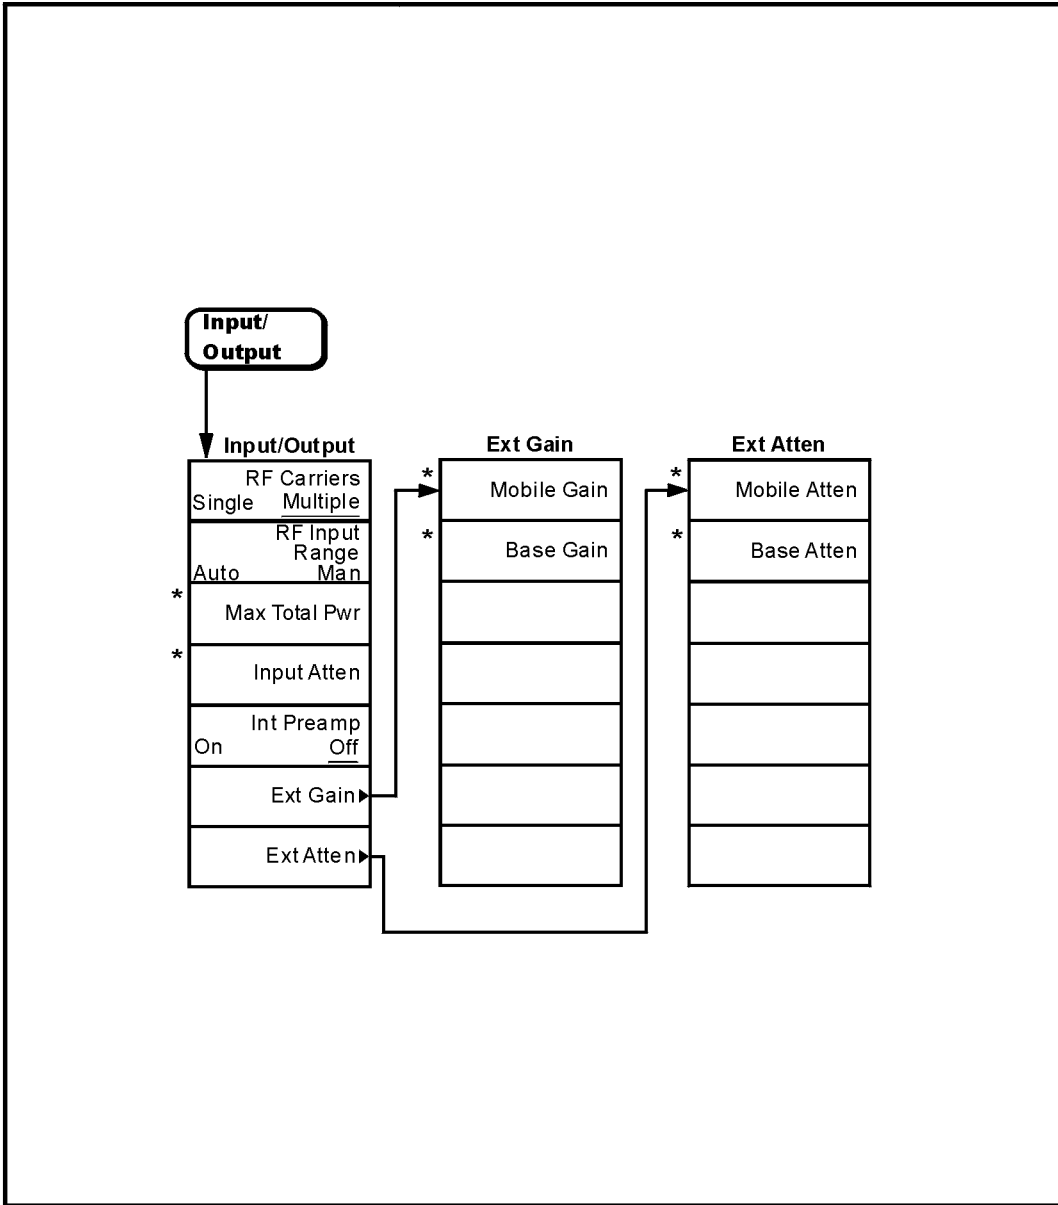 Input/
Output
Input/Output
RF Carriers
Single Multiple
RF Input
Range
Auto Man
*
Max Total Pwr
*
Input Atten
Int Preamp
On Off
Ext Gain
Ext Atten
Ext Gain
*
Mobile Gain
*
Base Gain
Ext Atten
*
Mobile Atten
*
Base Atten